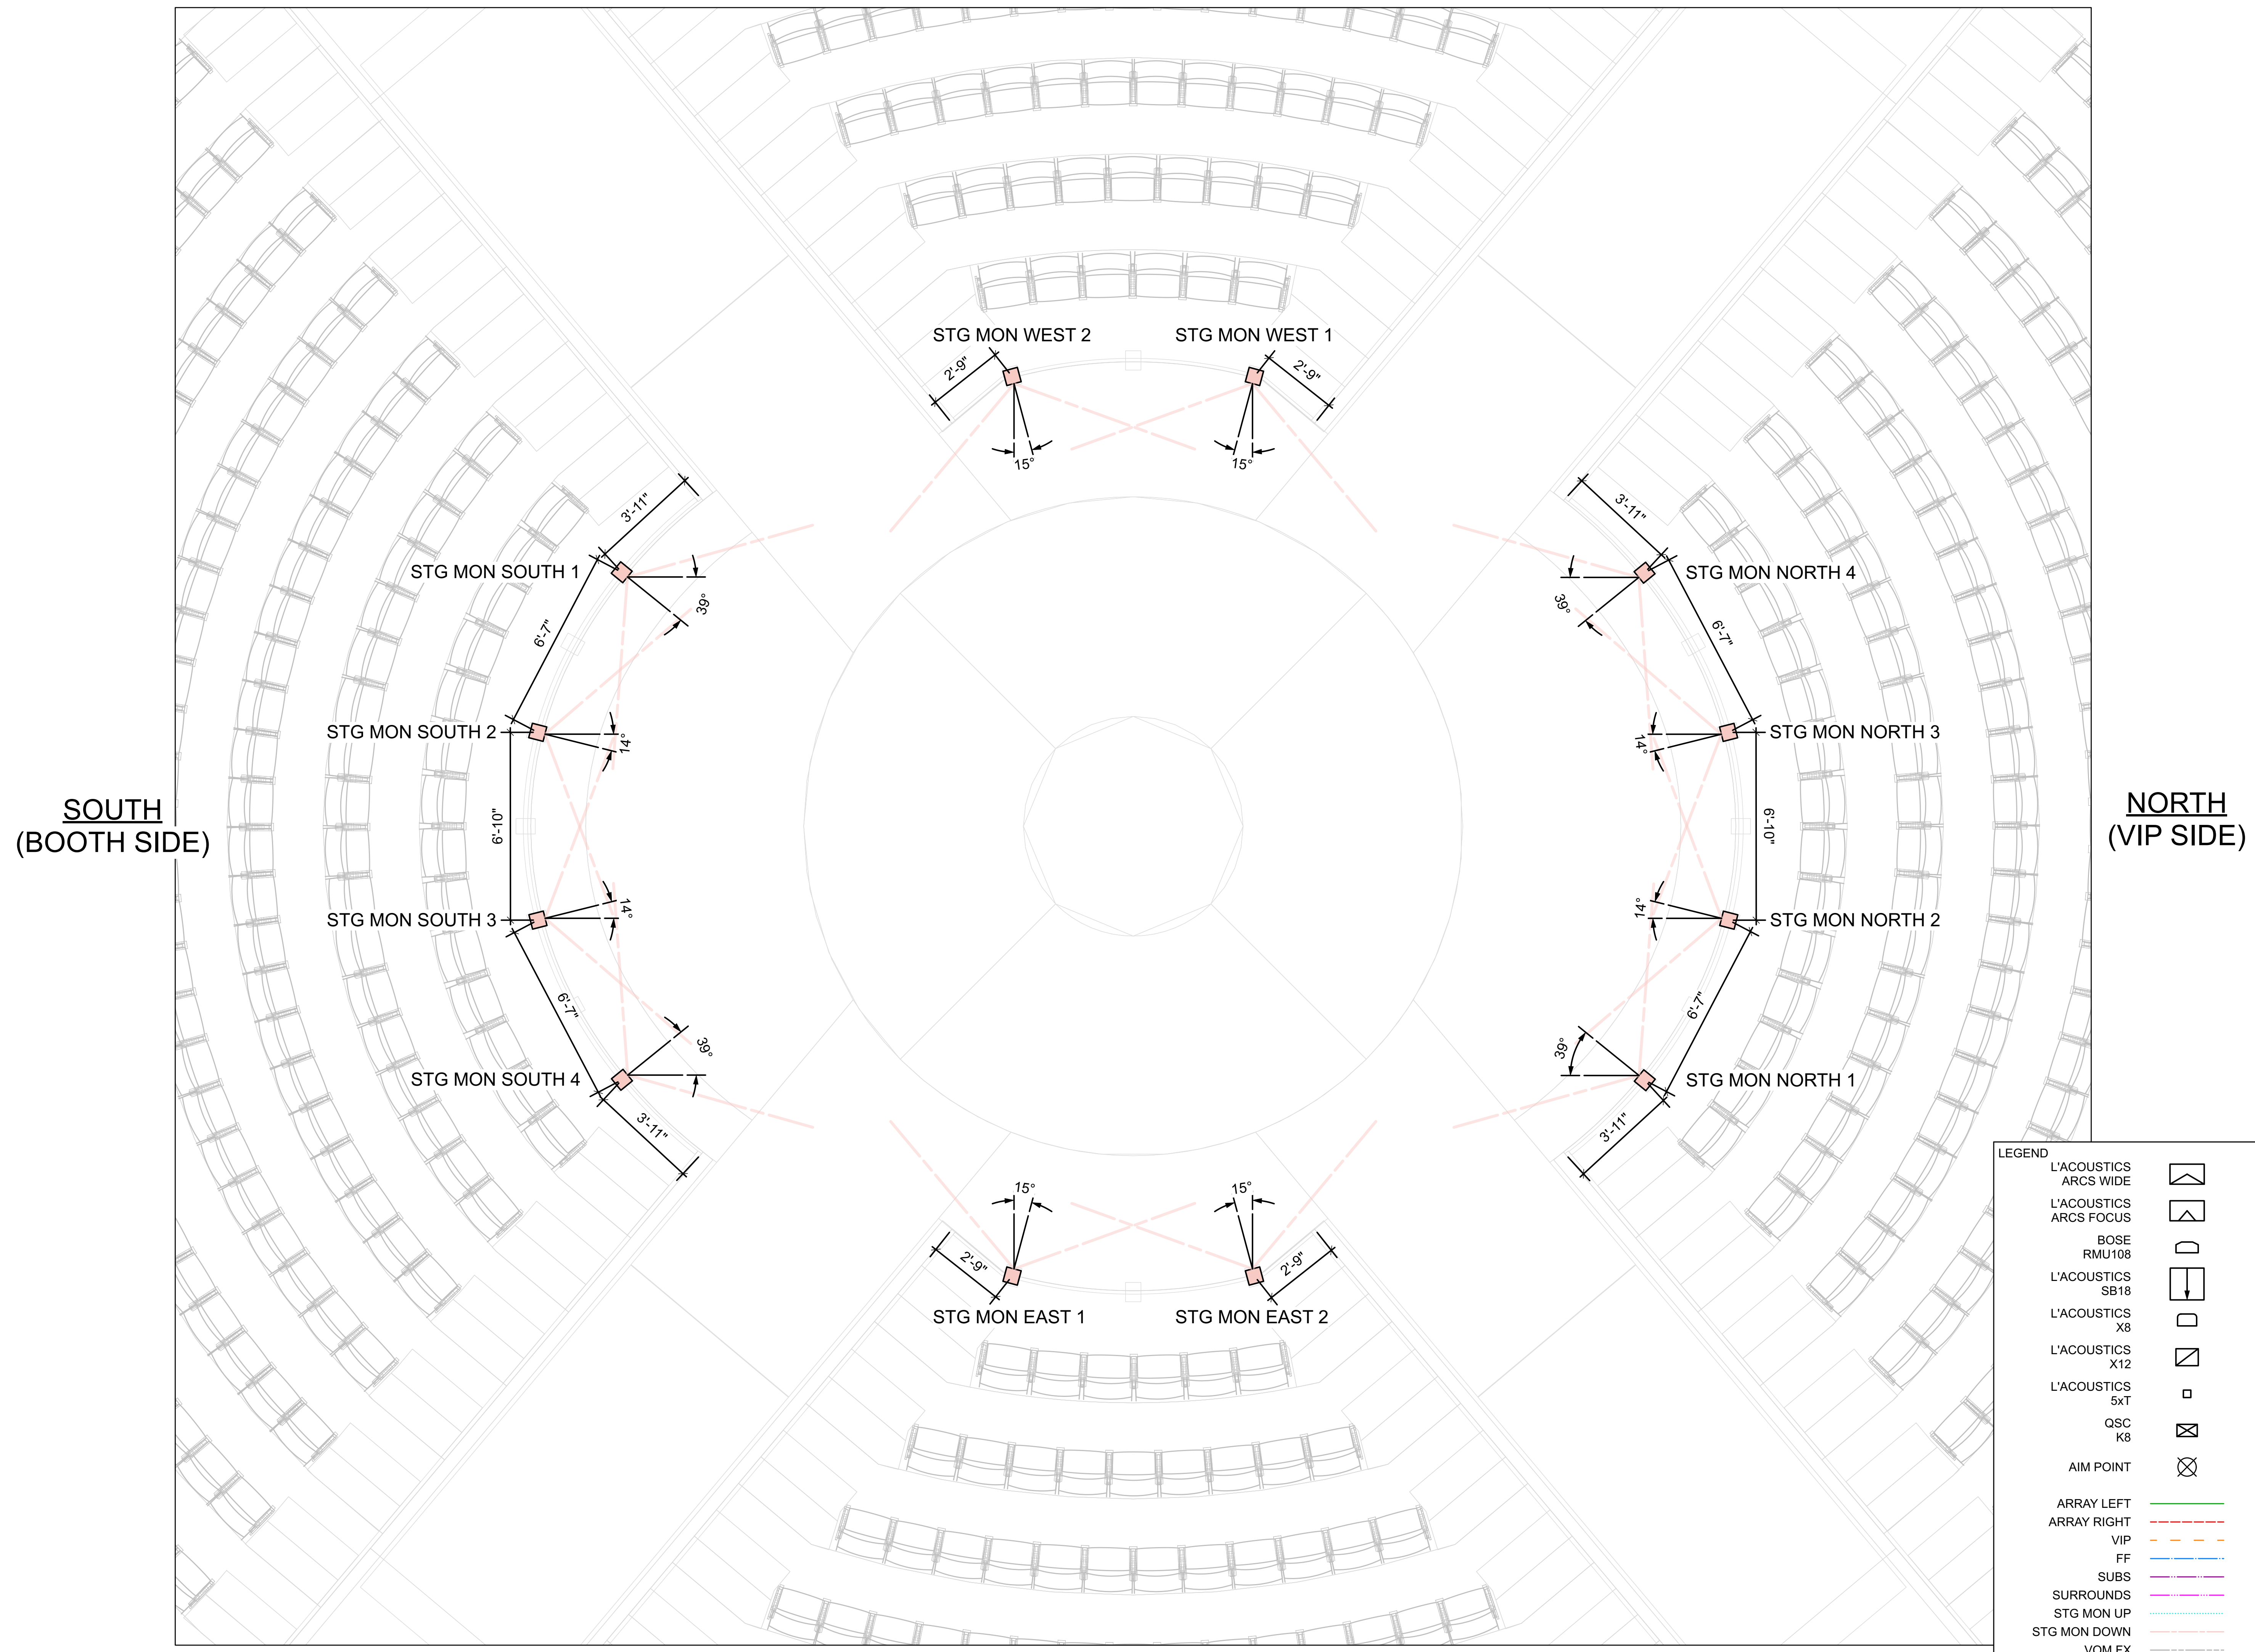 STG MON WEST 2
STG MON WEST 1
2'-9"
2'-9"
15°
15°
3'-11"
3'-11"
STG MON SOUTH 1
STG MON NORTH 4
39°
39°
6'-7"
6'-7"
STG MON SOUTH 2
STG MON NORTH 3
14°
14°
SOUTH
(BOOTH SIDE)
NORTH
(VIP SIDE)
6'-10"
6'-10"
14°
14°
STG MON SOUTH 3
STG MON NORTH 2
6'-7"
6'-7"
39°
39°
STG MON SOUTH 4
STG MON NORTH 1
3'-11"
3'-11"
15°
15°
2'-9"
2'-9"
STG MON EAST 1
STG MON EAST 2
LEGEND
L'ACOUSTICS
ARCS WIDE
L'ACOUSTICS
ARCS FOCUS
BOSE
RMU108
L'ACOUSTICS
SB18
L'ACOUSTICS
X8
L'ACOUSTICS
X12
L'ACOUSTICS
5xT
QSC
K8
AIM POINT
ARRAY LEFT
ARRAY RIGHT
VIP
FF
SUBS
SURROUNDS
STG MON UP
STG MON DOWN
VOM FX